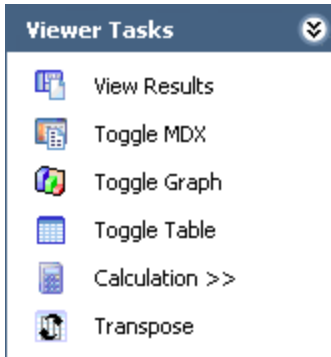 Viewer Tasks
View Results
Toggle MDX
Toggle Graph
Toggle Table
Calculation >>
Transpose